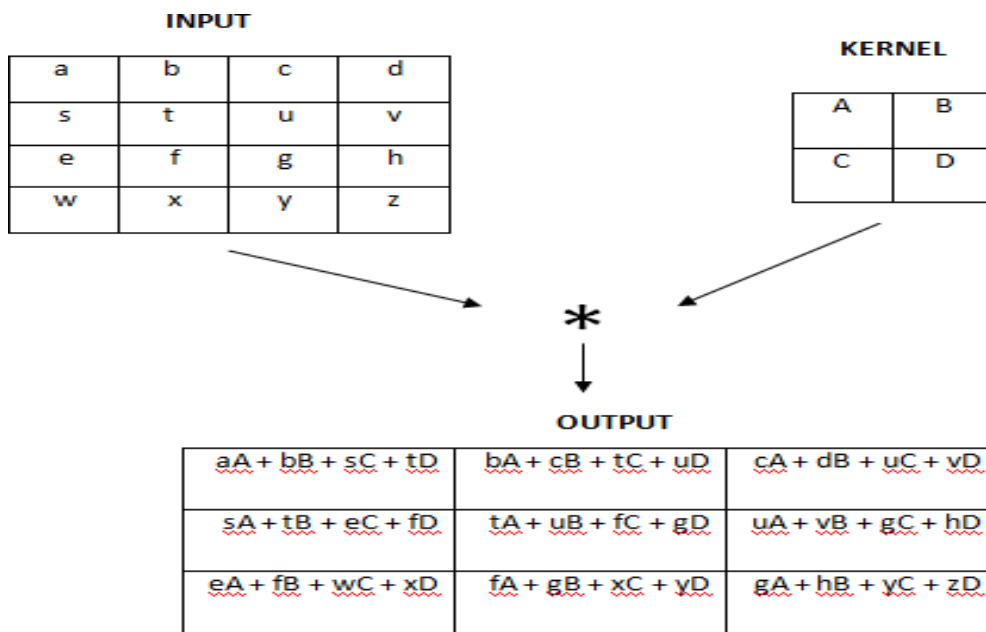 INPUT
a b c d
s t u v
e f g h
w x y z
KERNEL
A B
C D
*
OUTPUT
aA + bB + sC + tD bA + cB + tC + uD cA + dB + uC + vD
sA + tB + eC + fD tA + uB + fC + gD uA + vB + gC + hD
eA + fB + wC + xD fA + gB + xC + yD gA + hB + yC + zD